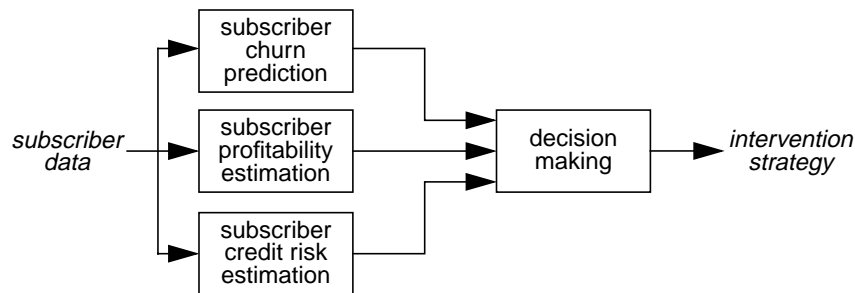 subscriber
data
subscriber
churn
prediction
subscriber
profitability
estimation
subscriber
credit risk
estimation
decision
making
intervention
strategy